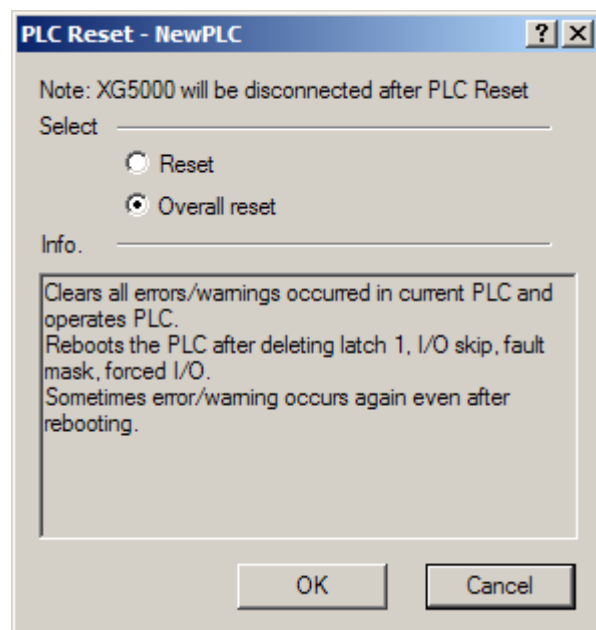 PLC Reset - NewPLC
Note: XG5000 will be disconnected after PLC Reset
Select
Reset
Overall reset
Info.
Clears all errors/warnings occurred in current PLC and
operates PLC.
Reboots the PLC after deleting latch 1, I/O skip, fault
mask, forced I/O.
Sometimes error/warning occurs again even after
rebooting.
OK
Cancel